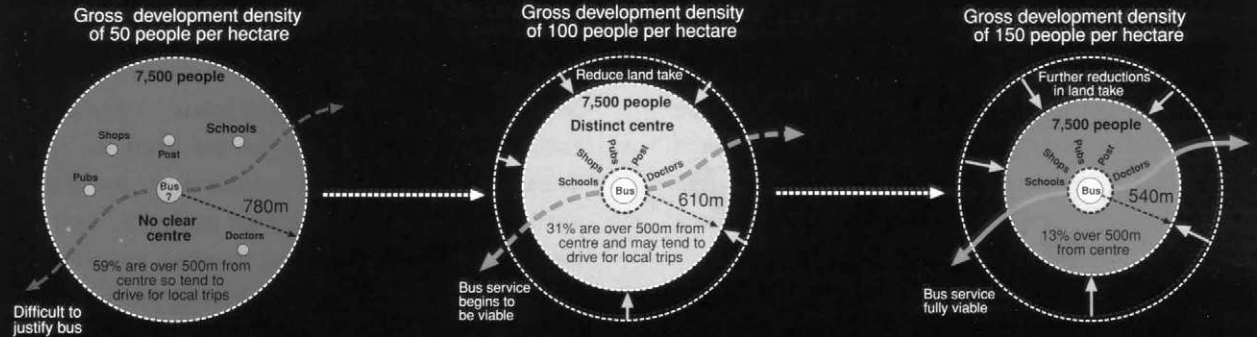 Gross development density
of 50 people per hectare
7,500 people
Shops
Post
Schools
Pubs
Bus
?
780m
No clear
centre
Doctors
59% are over 500m from
centre so tend to
drive for local trips
Difficult to
justify bus
Gross development density
of 100 people per hectare
Reduce land take
7,500 people
Distinct centre
Schools
Shops
Pubs
Post
Doctors
Bus
610m
31% are over 500m from
centre and may tend to
drive for local trips
Bus service
begins to
be viable
Gross development density
of 150 people per hectare
Further reductions
in land take
7,500 people
Schools
Shops
Pubs
Post
Doctors
Bus
540m
13% over 500m
from centre
Bus service
fully viable